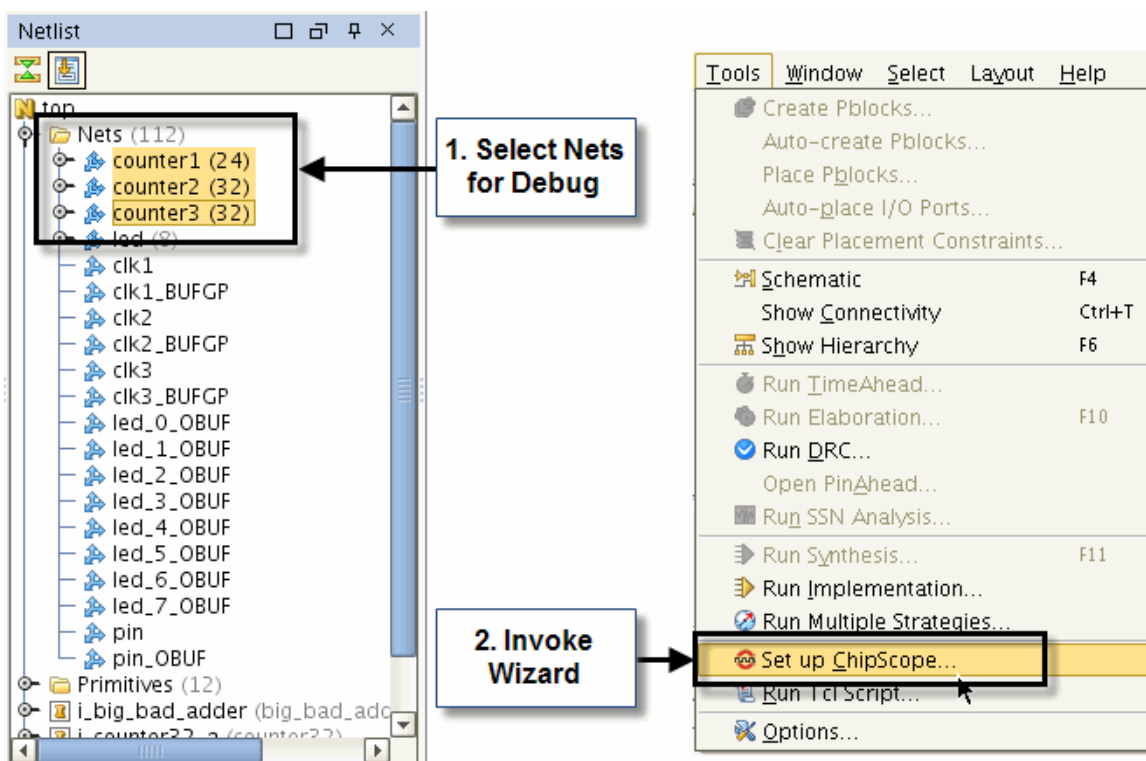 Netlist
top
Nets (112)
counter1 (24)
counter2 (32)
counter3 (32)
led (8)
clk1
clk1_BUFGP
clk2
clk2_BUFGP
clk3
clk3_BUFGP
led_0_OBUF
led_1_OBUF
led_2_OBUF
led_3_OBUF
led_4_OBUF
led_5_OBUF
led_6_OBUF
led_7_OBUF
pin
pin_OBUF
Primitives (12)
i_big_bad_adder (big_bad_adc
i_counter32_a (counter32)
1. Select Nets
for Debug
2. Invoke
Wizard
Tools Window Select Layout Help
Create Pblocks...
Auto-create Pblocks...
Place Pblocks...
Auto-place I/O Ports...
Clear Placement Constraints...
Schematic F4
Show Connectivity Ctrl+T
Show Hierarchy F6
Run TimeAhead...
Run Elaboration... F10
Run DRC...
Open PinAhead...
Run SSN Analysis...
Run Synthesis... F11
Run Implementation...
Run Multiple Strategies...
Set up ChipScope...
Run Tcl Script...
Options...